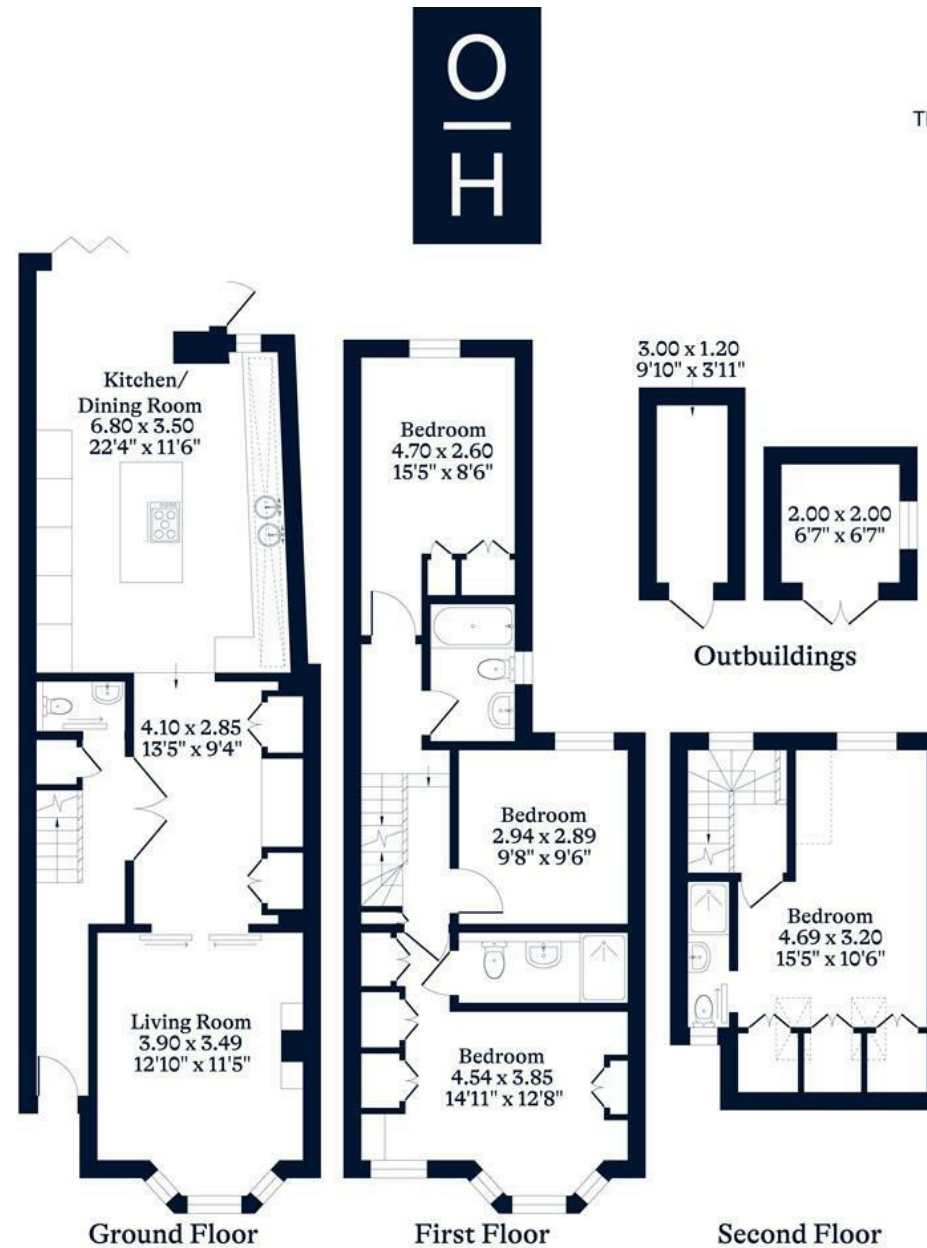 O
H
Kitchen/
Dining Room
6.80 x 3.50
22'4" x 11'6"
4.10 x 2.85
13'5" x 9'4"
Living Room
3.90 x 3.49
12'10" x 11'5"
Ground Floor
Bedroom
4.70 x 2.60
15'5" x 8'6"
Bedroom
2.94 x 2.89
9'8" x 9'6"
Bedroom
4.54 x 3.85
14'11" x 12'8"
First Floor
3.00 x 1.20
9'10" x 3'11"
2.00 x 2.00
6'7" x 6'7"
Outbuildings
Bedroom
4.69 x 3.20
15'5" x 10'6"
Second Floor